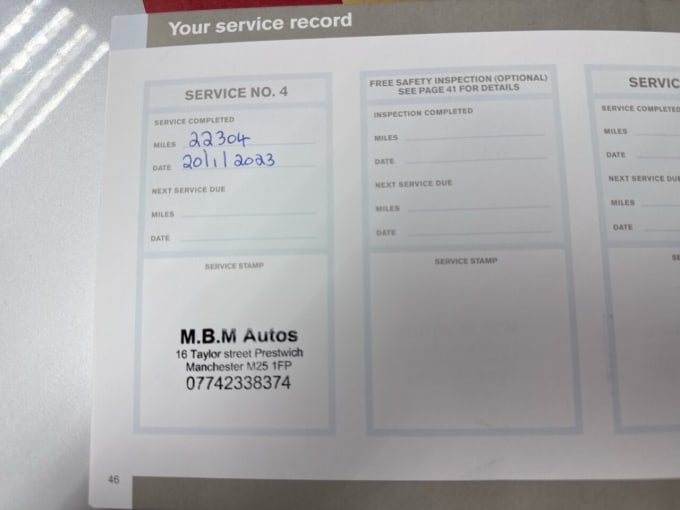 Your service record
SERVICE NO. 4
SERVICE COMPLETED
MILES 22304
DATE 20/1/2023
NEXT SERVICE DUE
MILES
DATE
SERVICE STAMP
M.B.M Autos
16 Taylor street Prestwich
Manchester M25 1FP
07742338374
FREE SAFETY INSPECTION (OPTIONAL)
SEE PAGE 41 FOR DETAILS
INSPECTION COMPLETED
MILES
DATE
NEXT SERVICE DUE
MILES
DATE
SERVICE STAMP
SERVIC
SERVICE COMPLETED
MILES
DATE
NEXT SERVICE DUE
MILES
DATE
SE
46